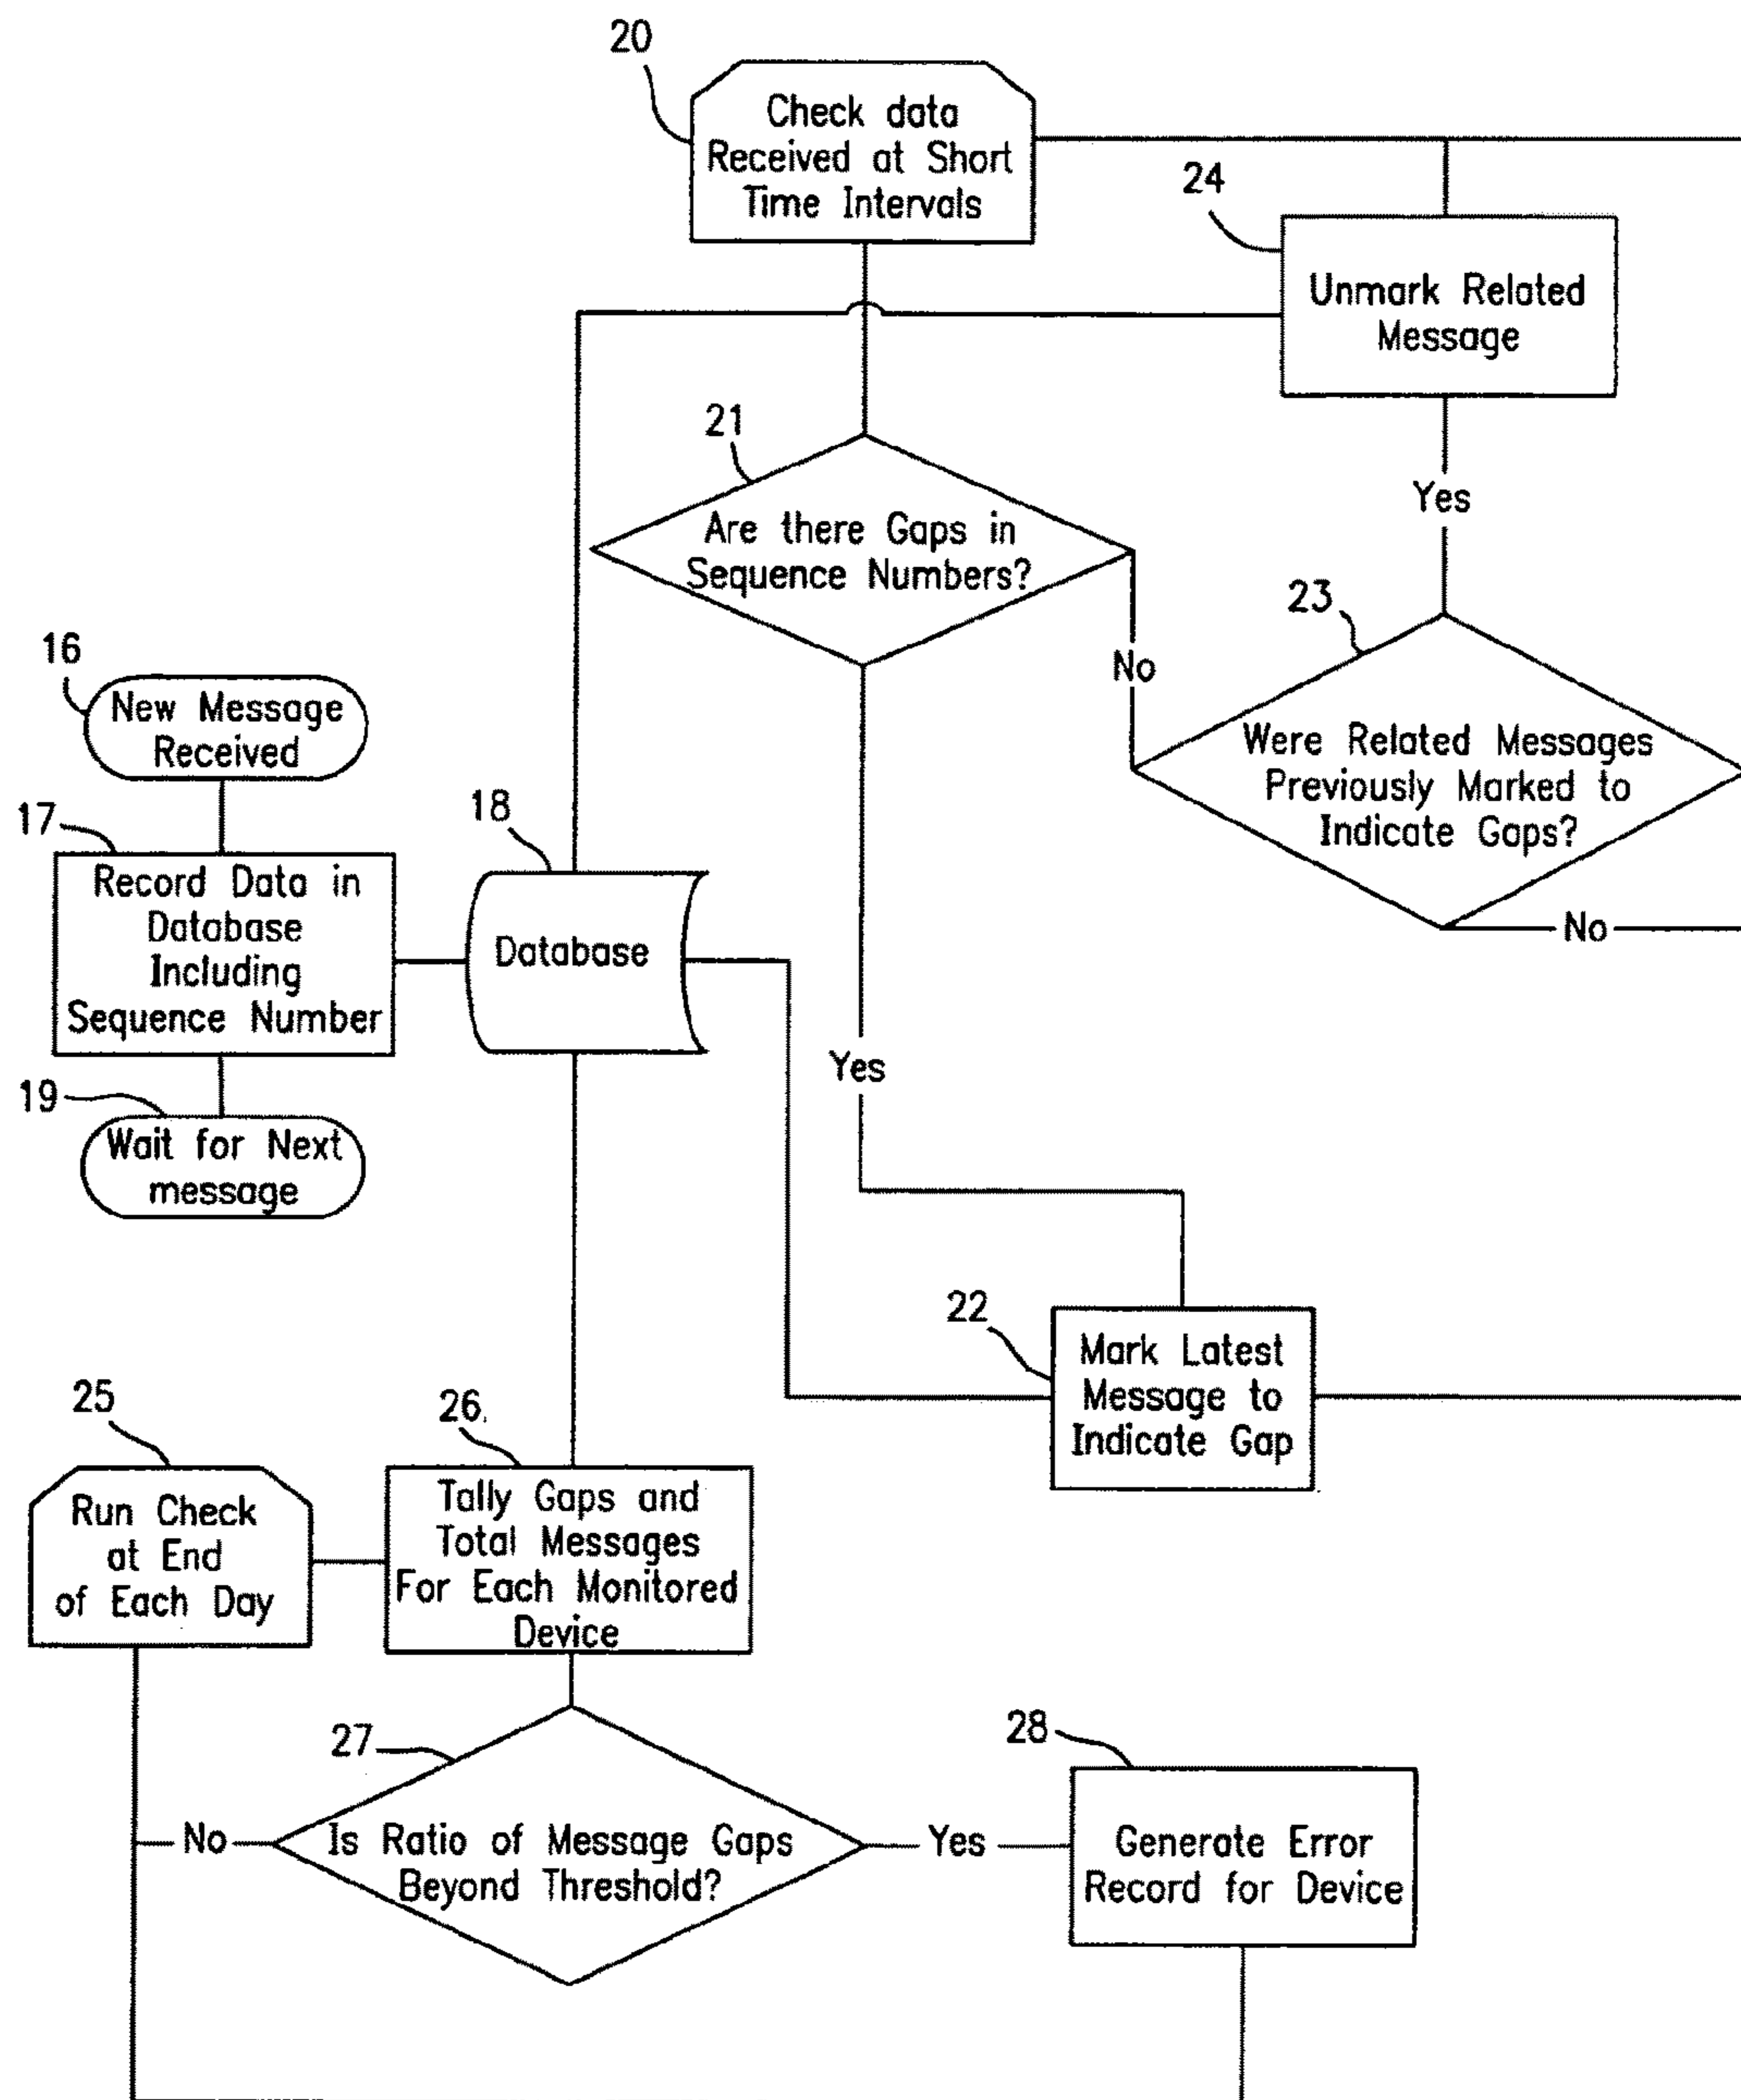 20
Check data
Received at Short
Time Intervals
24
Unmark Related
Message
21
Are there Gaps in
Sequence Numbers?
Yes
No
23
Were Related Messages
Previously Marked to
Indicate Gaps?
No
16
New Message
Received
17
Record Data in
Database
Including
Sequence Number
18
Database
19
Wait for Next
message
Yes
22
Mark Latest
Message to
Indicate Gap
25
Run Check
at End
of Each Day
26
Tally Gaps and
Total Messages
For Each Monitored
Device
27
Is Ratio of Message Gaps
Beyond Threshold?
No
Yes
28
Generate Error
Record for Device